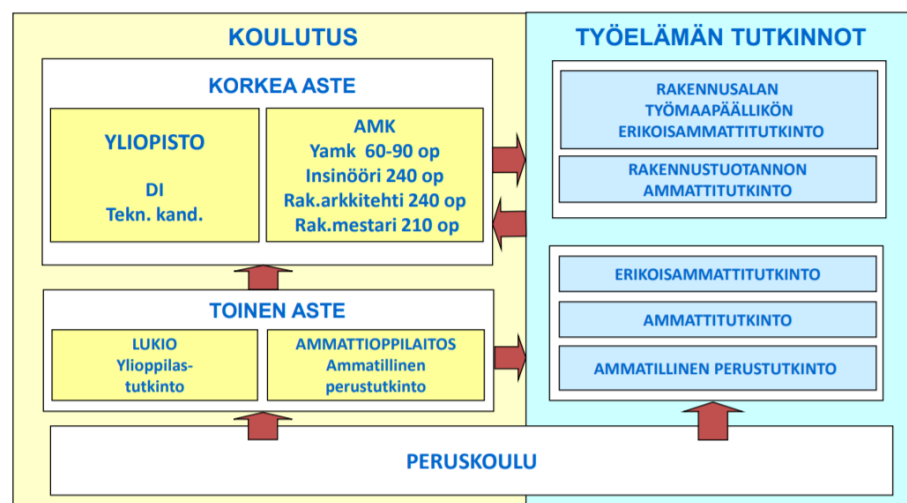 KOULUTUS
KORKEA ASTE
YLIOPISTO
DI
Tekn. kand.
AMK
Yamk 60-90 op
Insinööri 240 op
Rak.arkkitehti 240 op
Rak.mestari 210 op
TOINEN ASTE
LUKIO
Ylioppilas-
tutkinto
AMMATTIOPPILAITOS
Ammatillinen
perustutkinto
TYÖELÄMÄN TUTKINNOT
RAKENNUSALAN
TYÖMAAPÄÄLLIKÖN
ERIKOISAMMATTITUTKINTO
RAKENNUSTUOTANNON
AMMATTITUTKINTO
ERIKOISAMMATTITUTKINTO
AMMATTITUTKINTO
AMMATILLINEN PERUSTUTKINTO
PERUSKOULU